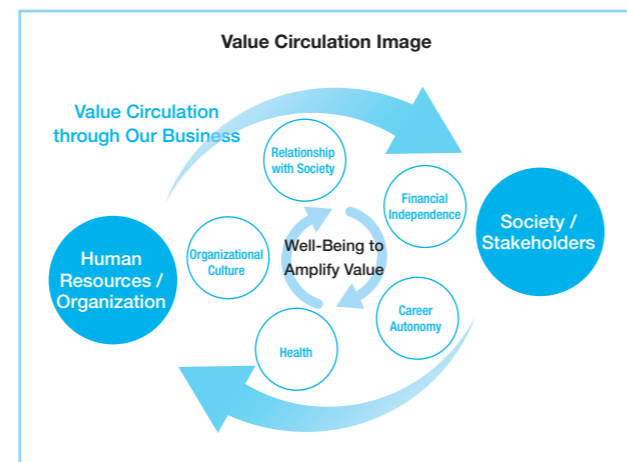 Value Circulation Image
Value Circulation
through Our Business
Relationship
with Society
Financial
Independence
Society /
Stakeholders
Organizational
Culture
Well-Being to
Amplify Value
Human
Resources /
Organization
Career
Autonomy
Health